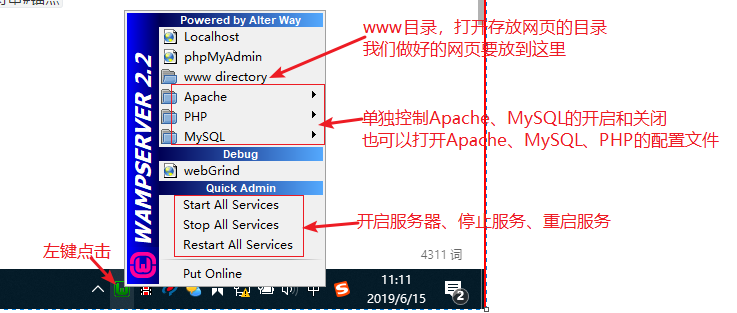 Powered by Alter Way
Localhost
phpMyAdmin
www directory
Apache
PHP
MySQL
Debug
webGrind
Quick Admin
Start All Services
Stop All Services
Restart All Services
Put Online
WAMPSERVER 2.2
www目录，打开存放网页的目录
我们做好的网页要放到这里
单独控制Apache、MySQL的开启和关闭
也可以打开Apache、MySQL、PHP的配置文件
开启服务器、停止服务、重启服务
左键点击
4311 词
中
11:11
2019/6/15
2